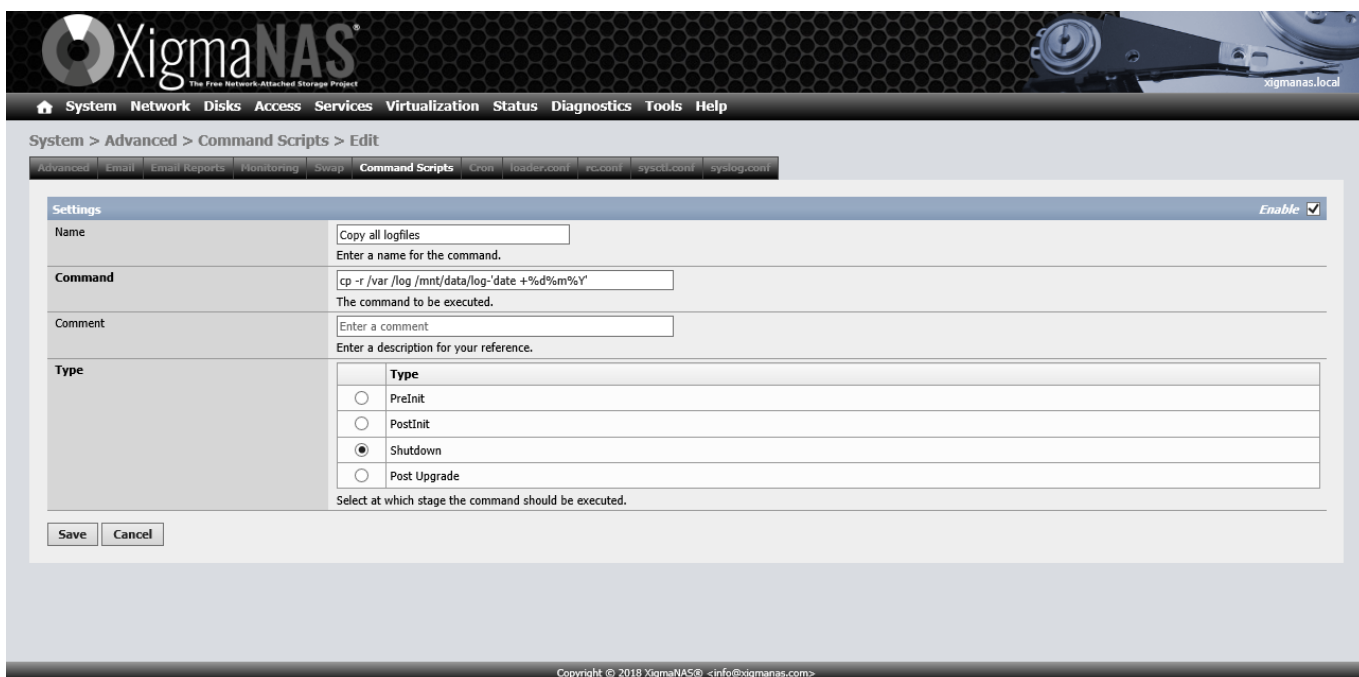 XigmaNAS®
The Free Network-Attached Storage Project
xigmanas.local
System Network Disks Access Services Virtualization Status Diagnostics Tools Help
System > Advanced > Command Scripts > Edit
Advanced Email Email Reports Monitoring Swap Command Scripts Cron loader.conf rc.conf sysctl.conf syslog.conf
Settings Enable
Name Copy all logfiles
Enter a name for the command.
Command cp -r /var /log /mnt/data/log-'date +%d%m%Y'
The command to be executed.
Comment Enter a comment
Enter a description for your reference.
Type Type
PreInit
PostInit
Shutdown
Post Upgrade
Select at which stage the command should be executed.
Save Cancel
Copyright © 2018 XigmaNAS® <info@xigmanas.com>